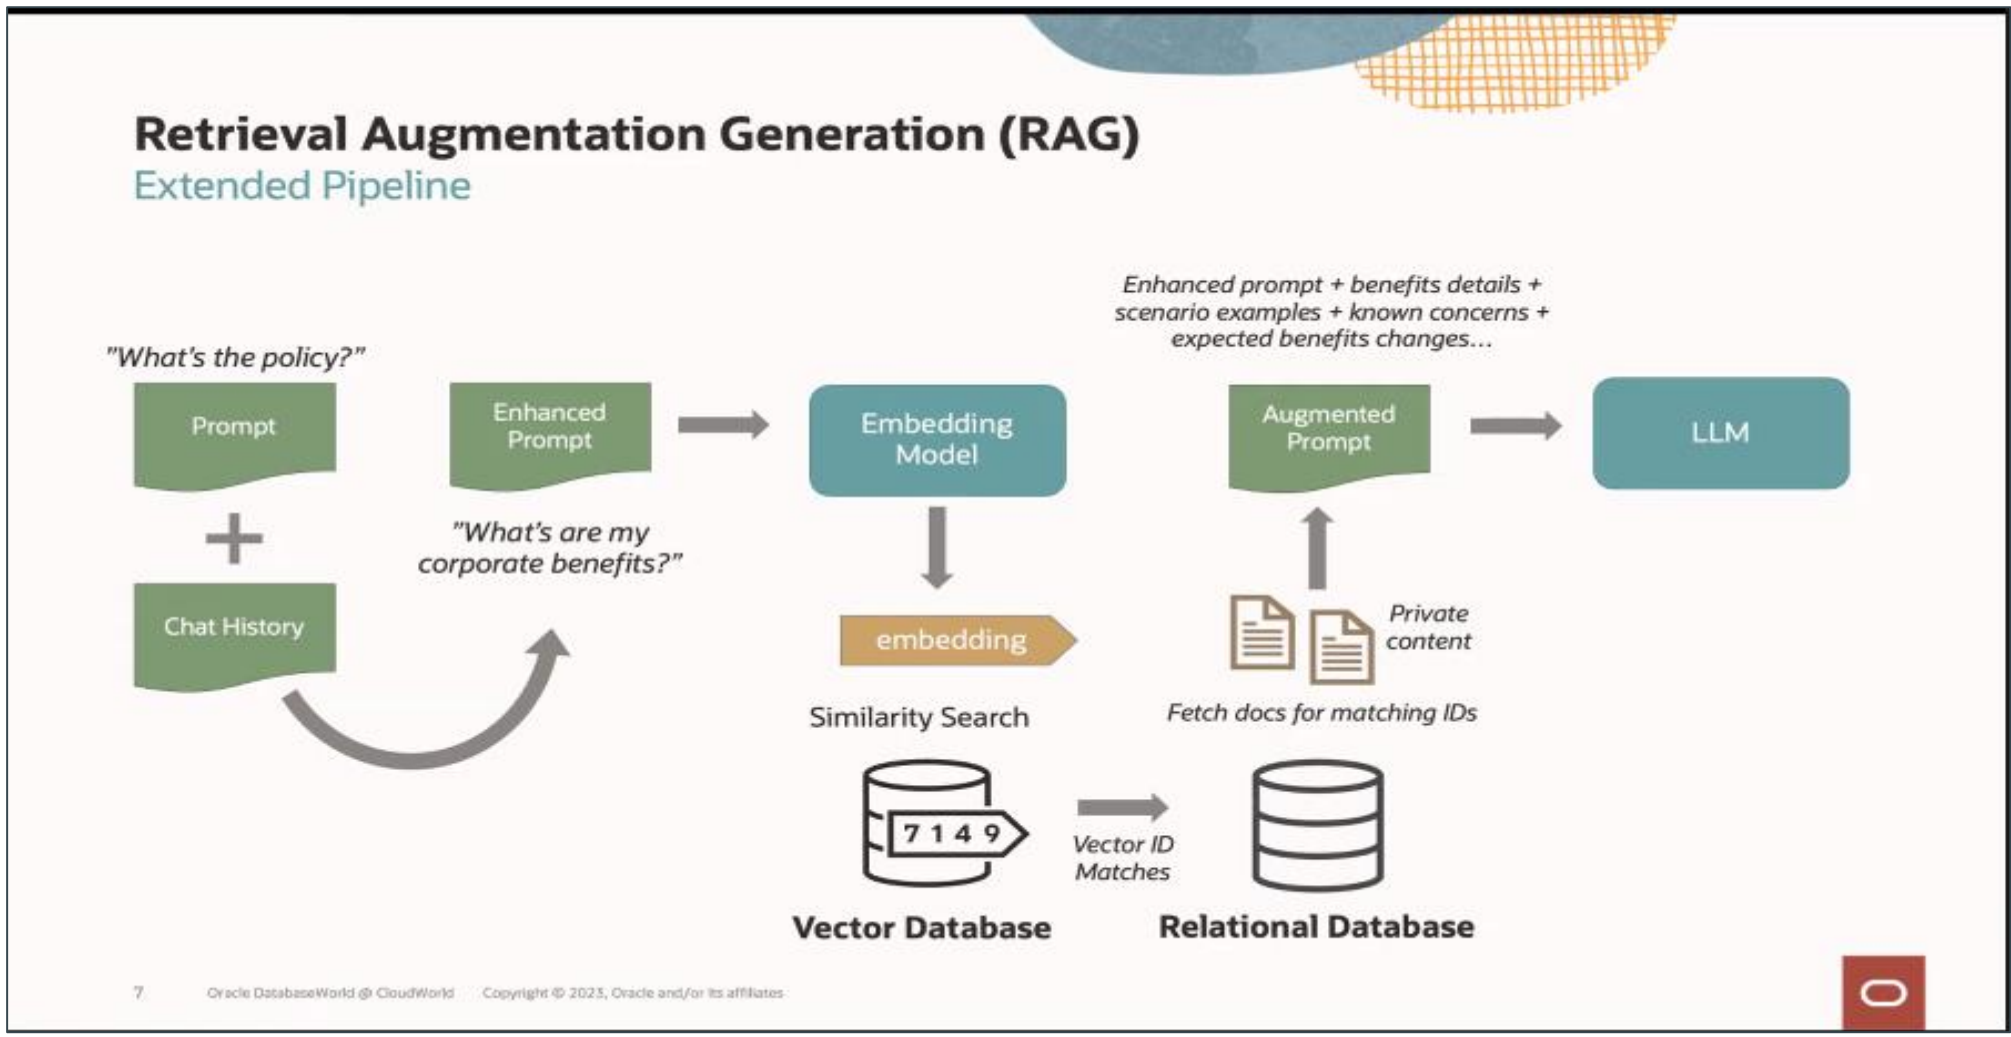 Retrieval Augmentation Generation (RAG)
Extended Pipeline
"What's the policy?"
Prompt
Chat History
Enhanced
Prompt
"What's are my
corporate benefits?"
Embedding
Model
embedding
Similarity Search
7 1 4 9
Vector Database
Vector ID
Matches
Enhanced prompt + benefits details +
scenario examples + known concerns +
expected benefits changes...
Augmented
Prompt
Private
content
Fetch docs for matching IDs
Relational Database
LLM
7
Oracle DatabaseWorld @ CloudWorld
Copyright © 2023, Oracle and/or its affiliates